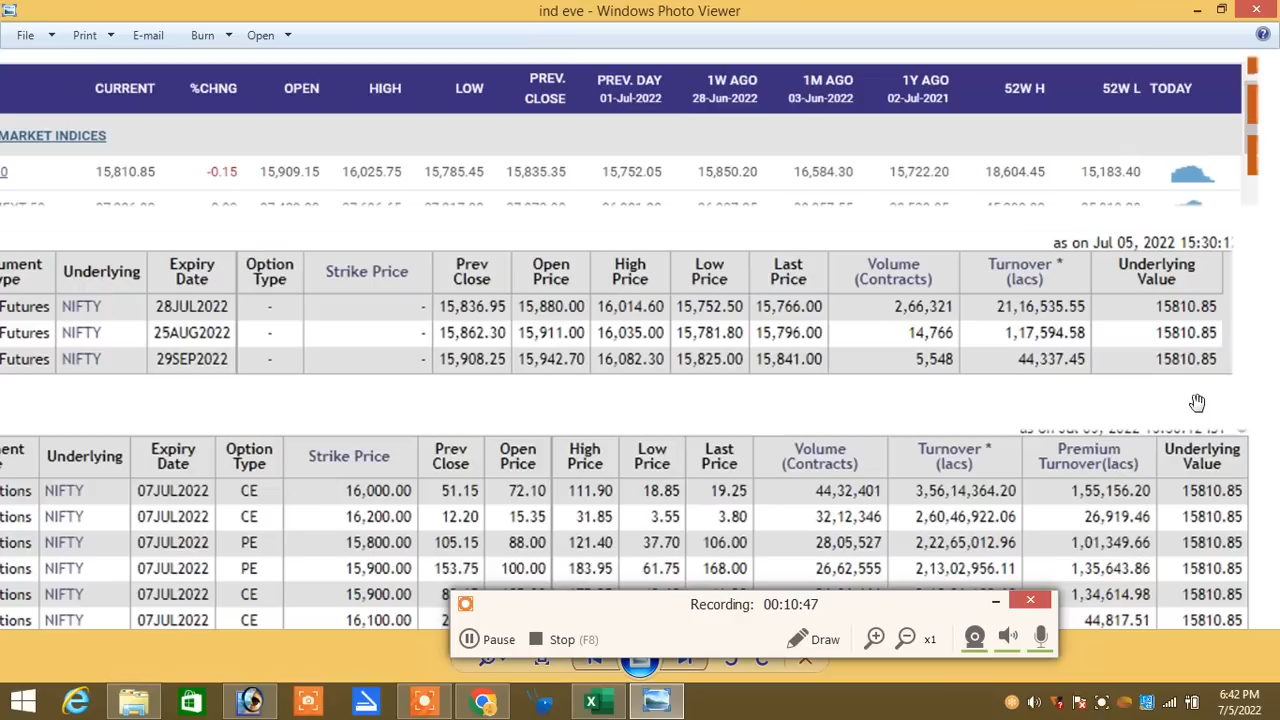 ind eve - Windows Photo Viewer
File Print E-mail Burn Open
CURRENT %CHNG OPEN HIGH LOW PREV. CLOSE PREV. DAY 01-Jul-2022 1W AGO 28-Jun-2022 1M AGO 03-Jun-2022 1Y AGO 02-Jul-2021 52W H 52W L TODAY
MARKET INDICES
0 15,810.85 -0.15 15,909.15 16,025.75 15,785.45 15,835.35 15,752.05 15,850.20 16,584.30 15,722.20 18,604.45 15,183.40
as on Jul 05, 2022 15:30:1
ument ype Underlying Expiry Date Option Type Strike Price Prev Close Open Price High Price Low Price Last Price Volume (Contracts) Turnover * (lacs) Underlying Value
Futures NIFTY 28JUL2022 - - 15,836.95 15,880.00 16,014.60 15,752.50 15,766.00 2,66,321 21,16,535.55 15810.85
Futures NIFTY 25AUG2022 - - 15,862.30 15,911.00 16,035.00 15,781.80 15,796.00 14,766 1,17,594.58 15810.85
Futures NIFTY 29SEP2022 - - 15,908.25 15,942.70 16,082.30 15,825.00 15,841.00 5,548 44,337.45 15810.85
nt Underlying Expiry Date Option Type Strike Price Prev Close Open Price High Price Low Price Last Price Volume (Contracts) Turnover * (lacs) Premium Turnover(lacs) Underlying Value
tions NIFTY 07JUL2022 CE 16,000.00 51.15 72.10 111.90 18.85 19.25 44,32,401 3,56,14,364.20 1,55,156.20 15810.85
tions NIFTY 07JUL2022 CE 16,200.00 12.20 15.35 31.85 3.55 3.80 32,12,346 2,60,46,922.06 26,919.46 15810.85
tions NIFTY 07JUL2022 PE 15,800.00 105.15 88.00 121.40 37.70 106.00 28,05,527 2,22,65,012.96 1,01,349.66 15810.85
tions NIFTY 07JUL2022 PE 15,900.00 153.75 100.00 183.95 61.75 168.00 26,62,555 2,13,02,956.11 1,35,643.86 15810.85
tions NIFTY 07JUL2022 CE 15,900.00 1,34,614.98 15810.85
tions NIFTY 07JUL2022 CE 16,100.00 2 44,817.51 15810.85
Recording: 00:10:47
Pause Stop (F8) Draw x1
6:42 PM
7/5/2022